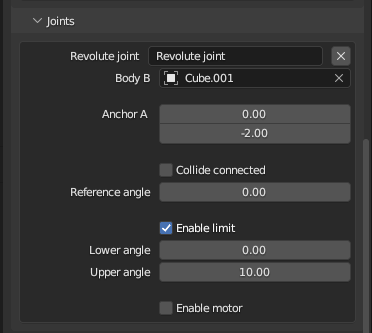 Joints
Revolute joint Revolute joint
Body B Cube.001
Anchor A 0.00
-2.00
Collide connected
Reference angle 0.00
Enable limit
Lower angle 0.00
Upper angle 10.00
Enable motor